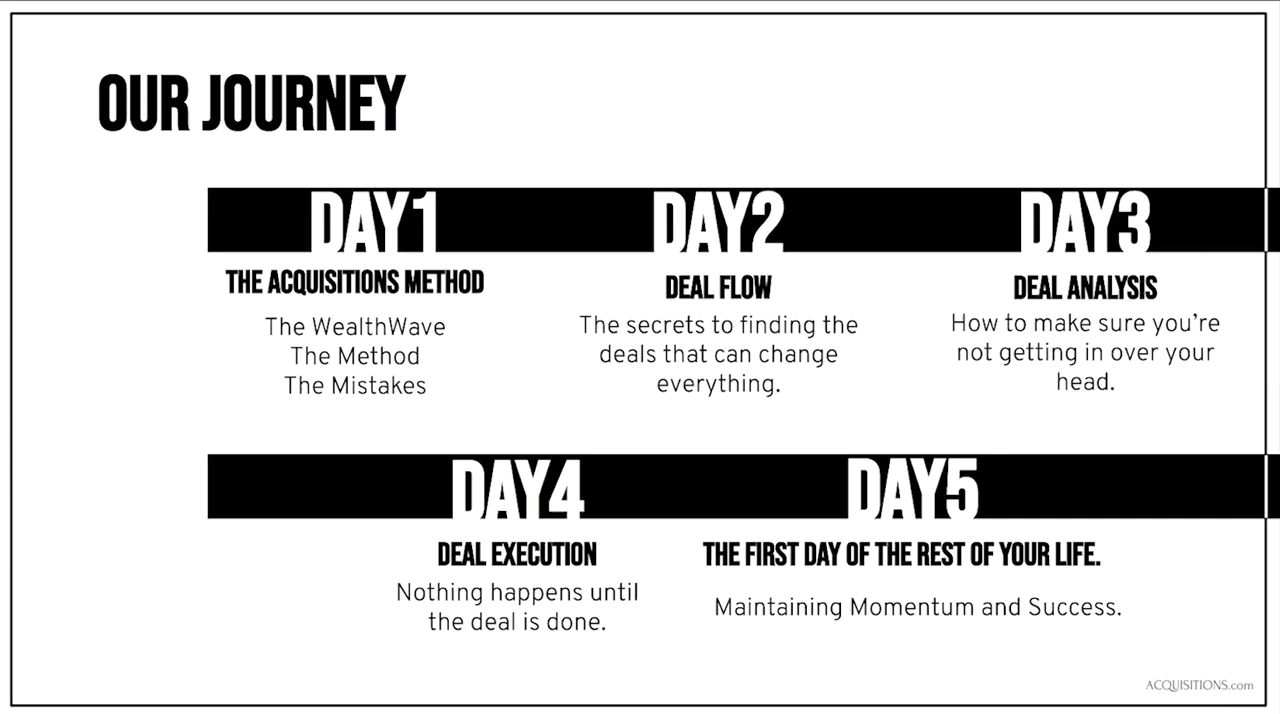 OUR JOURNEY
DAY1
THE ACQUISITIONS METHOD
The WealthWave
The Method
The Mistakes
DAY2
DEAL FLOW
The secrets to finding the
deals that can change
everything.
DAY3
DEAL ANALYSIS
How to make sure you're
not getting in over your
head.
DAY4
DEAL EXECUTION
Nothing happens until
the deal is done.
DAY5
THE FIRST DAY OF THE REST OF YOUR LIFE.
Maintaining Momentum and Success.
ACQUISITIONS.com